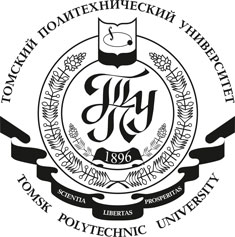 ТОМСКИЙ ПОЛИТЕХНИЧЕСКИЙ УНИВЕРСИТЕТ
ТПУ
1896
SCIENTIA
LIBERTAS
PROSPERITAS
TOMSK POLYTECHNIC UNIVERSITY